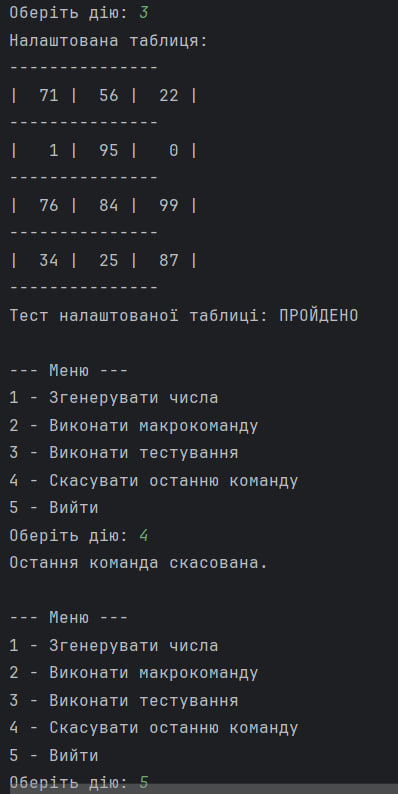 Оберіть дію: 3
Налаштована таблиця:
---------------
|  71 |  56 |  22 |
---------------
|   1 |  95 |   0 |
---------------
|  76 |  84 |  99 |
---------------
|  34 |  25 |  87 |
---------------
Тест налаштованої таблиці: ПРОЙДЕНО

--- Меню ---
1 - Згенерувати числа
2 - Виконати макрокоманду
3 - Виконати тестування
4 - Скасувати останню команду
5 - Вийти
Оберіть дію: 4
Остання команда скасована.

--- Меню ---
1 - Згенерувати числа
2 - Виконати макрокоманду
3 - Виконати тестування
4 - Скасувати останню команду
5 - Вийти
Оберіть дію: 5